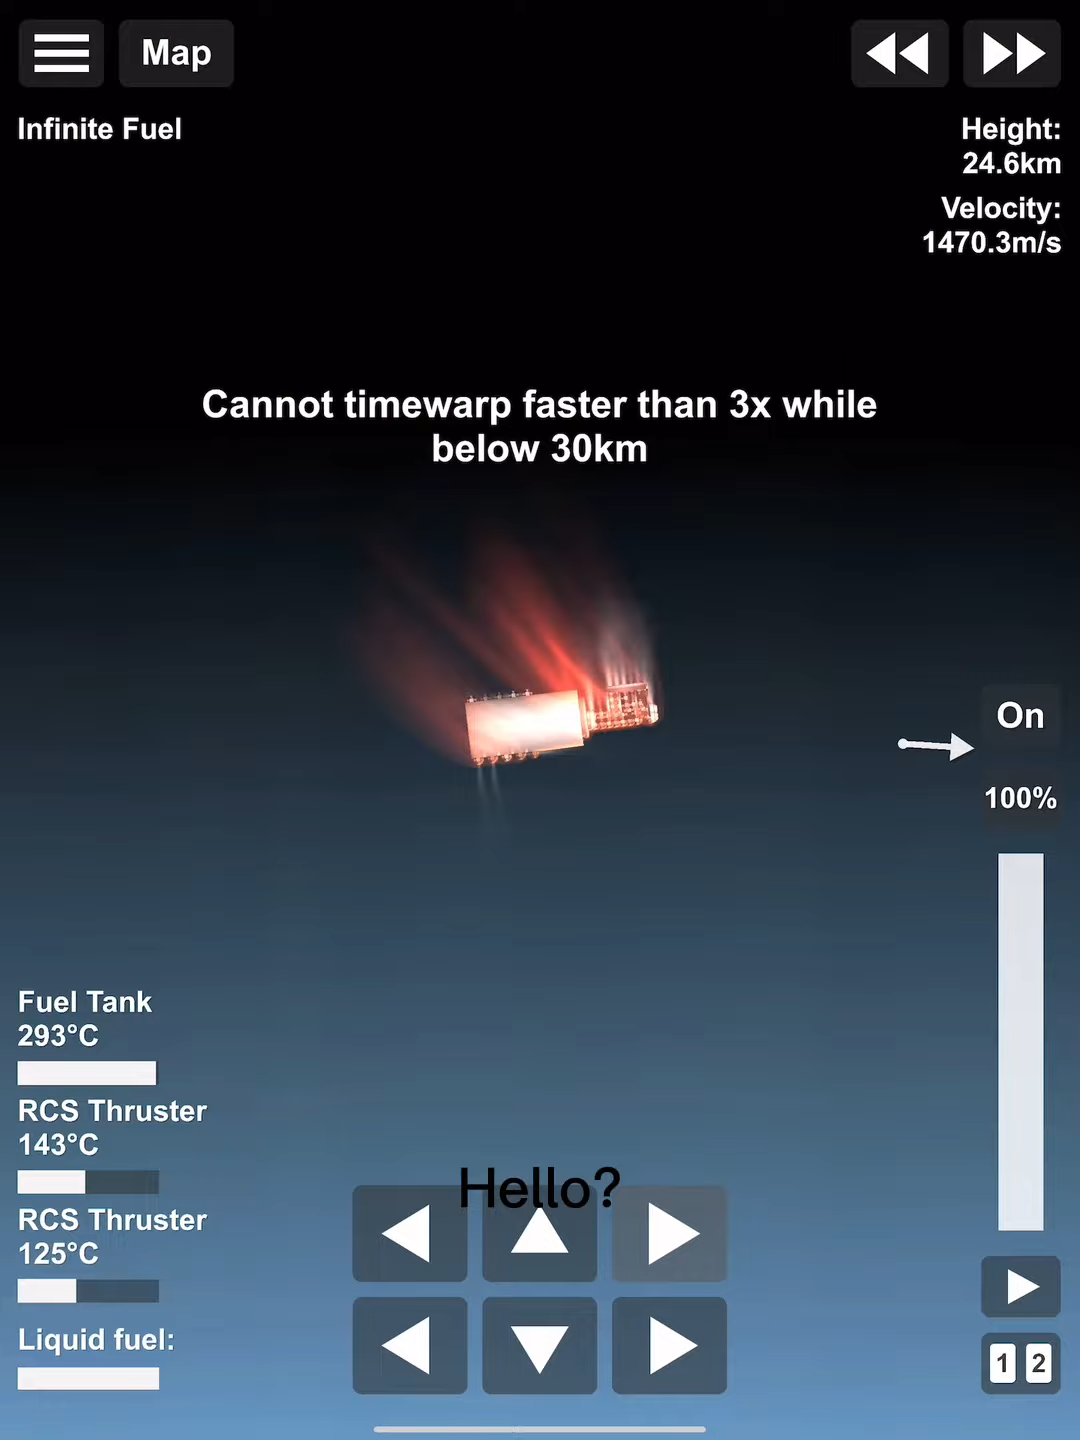 Map
Infinite Fuel
Height:
24.6km
Velocity:
1470.3m/s
Cannot timewarp faster than 3x while
below 30km
On
100%
Fuel Tank
293°C
RCS Thruster
143°C
RCS Thruster
125°C
Liquid fuel:
Hello?
1 2